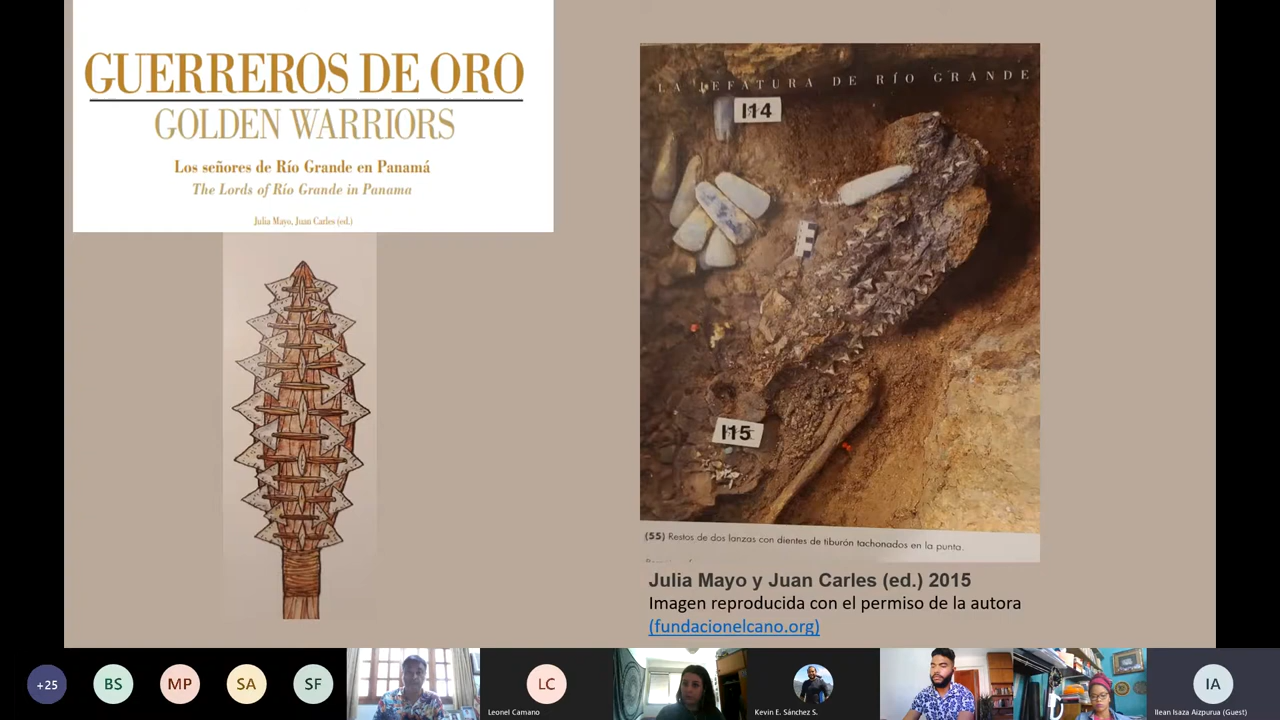 GUERREROS DE ORO
GOLDEN WARRIORS
Los señores de Río Grande en Panamá
The Lords of Río Grande in Panama
Julia Mayo, Juan Carles (ed.)
LA JEFATURA DE RÍO GRANDE
I14
I15
(55) Restos de dos lanzas con dientes de tiburón tachonados en la punta.
Julia Mayo y Juan Carles (ed.) 2015
Imagen reproducida con el permiso de la autora
(fundacionelcano.org)
+25
BS
MP
SA
SF
LC
Leonel Camano
Kevin E. Sánchez S.
IA
Ilean Isaza Aizpurua (Guest)